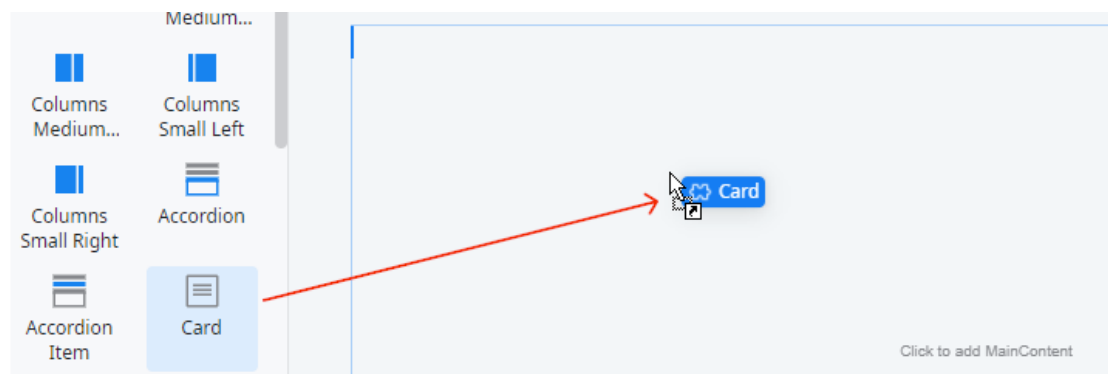 Medium...
Columns Medium...
Columns Small Left
Columns Small Right
Accordion
Accordion Item
Card
Card
Click to add MainContent